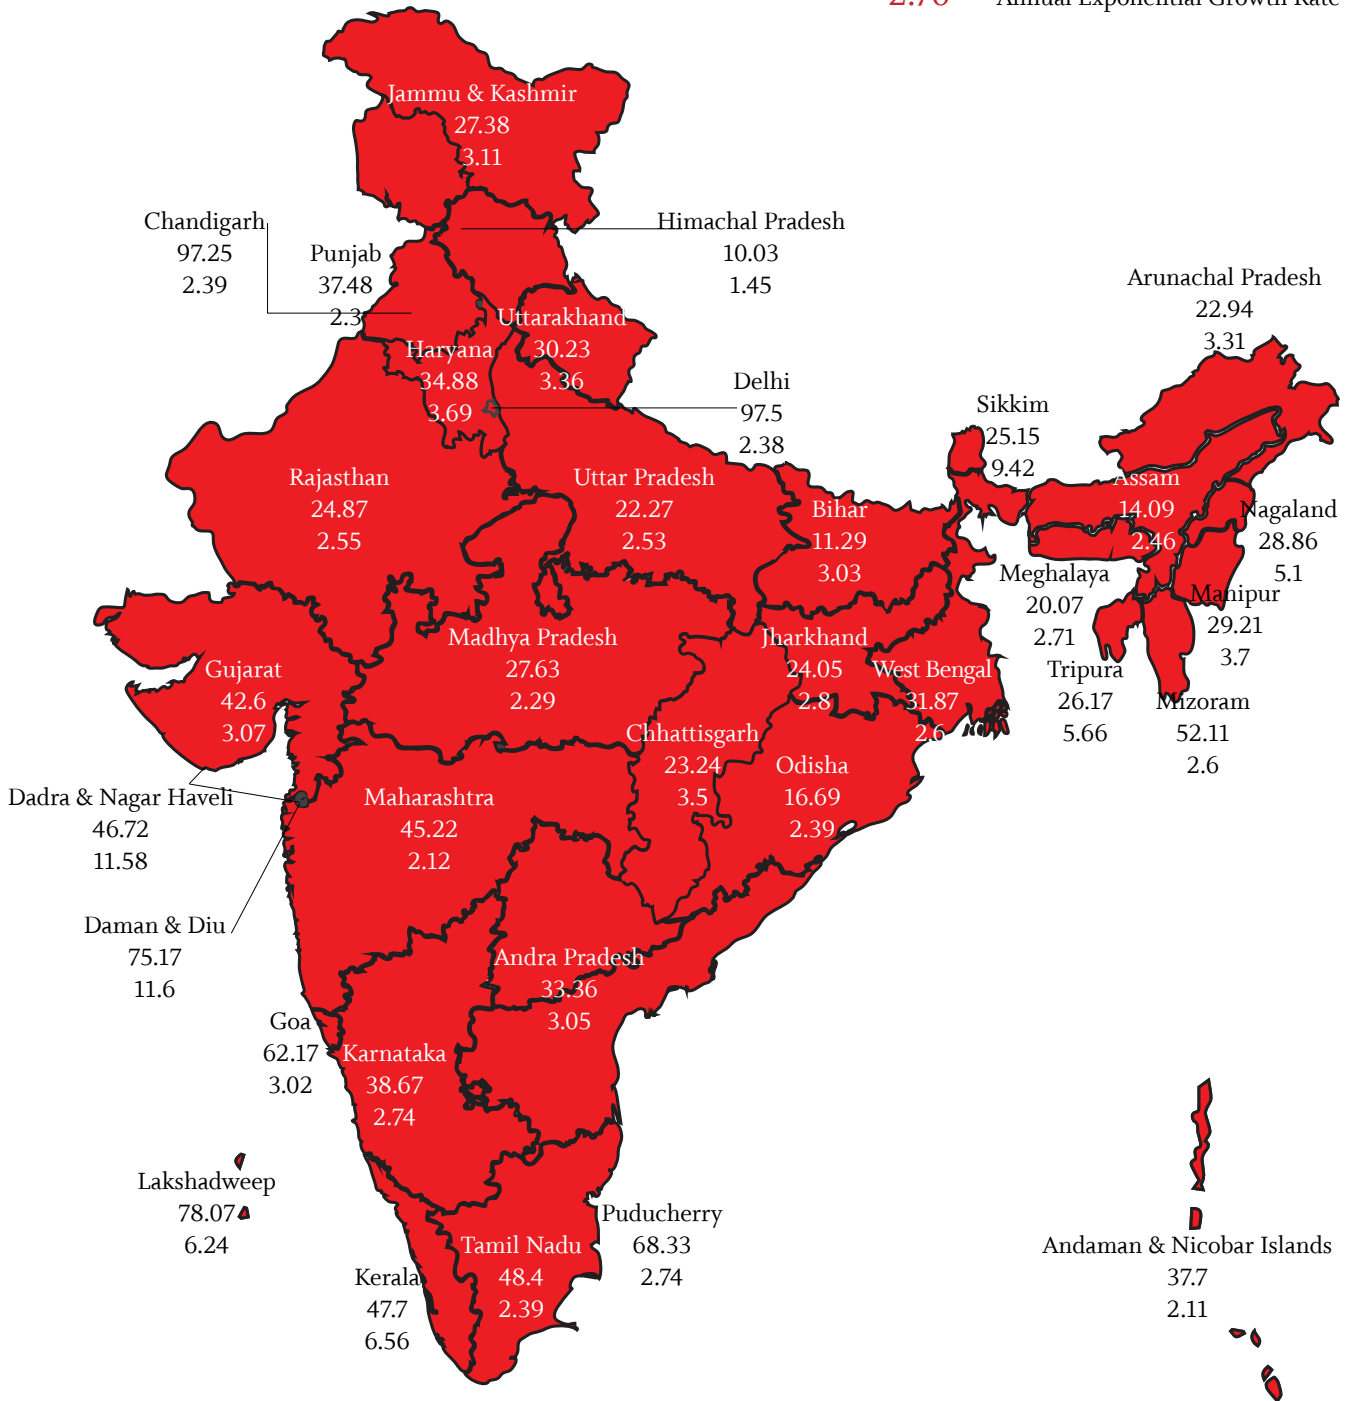 2.76 Annual Exponential Growth Rate
Jammu & Kashmir
27.38
3.11
Chandigarh
97.25
2.39
Punjab
37.48
2.3
Himachal Pradesh
10.03
1.45
Arunachal Pradesh
22.94
3.31
Uttarakhand
30.23
3.36
Haryana
34.88
3.69
Delhi
97.5
2.38
Sikkim
25.15
9.42
Rajasthan
24.87
2.55
Uttar Pradesh
22.27
2.53
Bihar
11.29
3.03
Assam
14.09
2.46
Nagaland
28.86
5.1
Meghalaya
20.07
2.71
Manipur
29.21
3.7
Madhya Pradesh
27.63
2.29
Jharkhand
24.05
2.8
West Bengal
31.87
2.6
Gujarat
42.6
3.07
Tripura
26.17
5.66
Mizoram
52.11
2.6
Chhattisgarh
23.24
3.5
Odisha
16.69
2.39
Dadra & Nagar Haveli
46.72
11.58
Maharashtra
45.22
2.12
Daman & Diu
75.17
11.6
Andra Pradesh
33.36
3.05
Goa
62.17
3.02
Karnataka
38.67
2.74
Lakshadweep
78.07
6.24
Puducherry
68.33
2.74
Tamil Nadu
48.4
2.39
Kerala
47.7
6.56
Andaman & Nicobar Islands
37.7
2.11